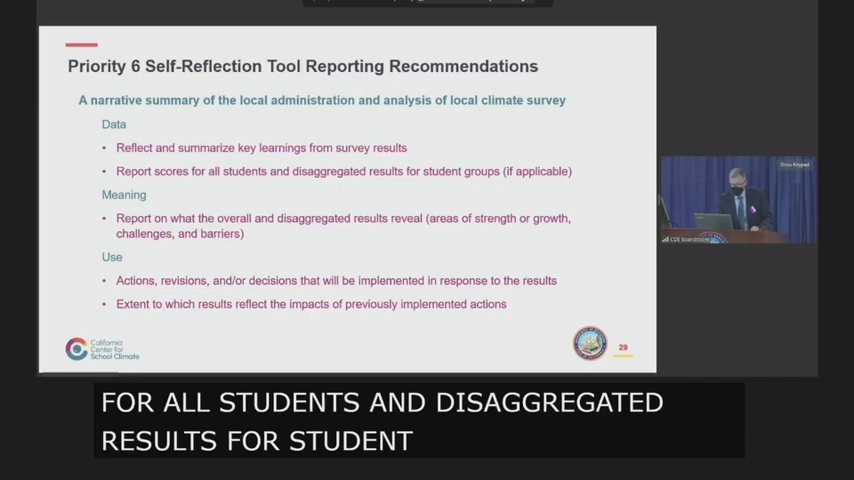 Priority 6 Self-Reflection Tool Reporting Recommendations
A narrative summary of the local administration and analysis of local climate survey
Data
• Reflect and summarize key learnings from survey results
• Report scores for all students and disaggregated results for student groups (if applicable)
Meaning
• Report on what the overall and disaggregated results reveal (areas of strength or growth,
challenges, and barriers)
Use
• Actions, revisions, and/or decisions that will be implemented in response to the results
• Extent to which results reflect the impacts of previously implemented actions
California
Center for
School Climate
29
Show Keypad
CDE Boardroom
FOR ALL STUDENTS AND DISAGGREGATED
RESULTS FOR STUDENT